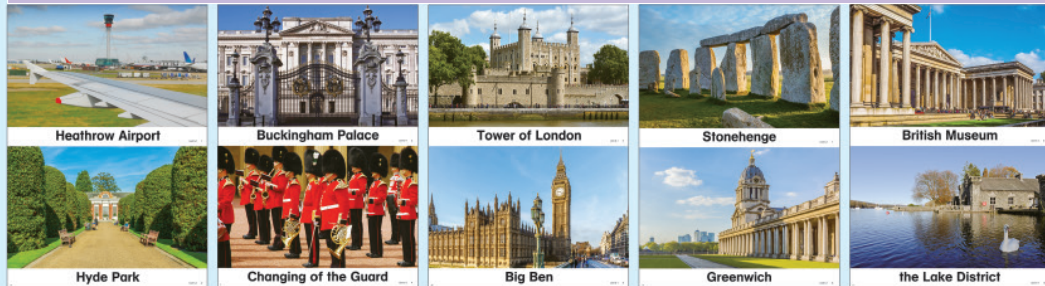 Heathrow Airport
Buckingham Palace
Tower of London
Stonehenge
British Museum
Hyde Park
Changing of the Guard
Big Ben
Greenwich
the Lake District